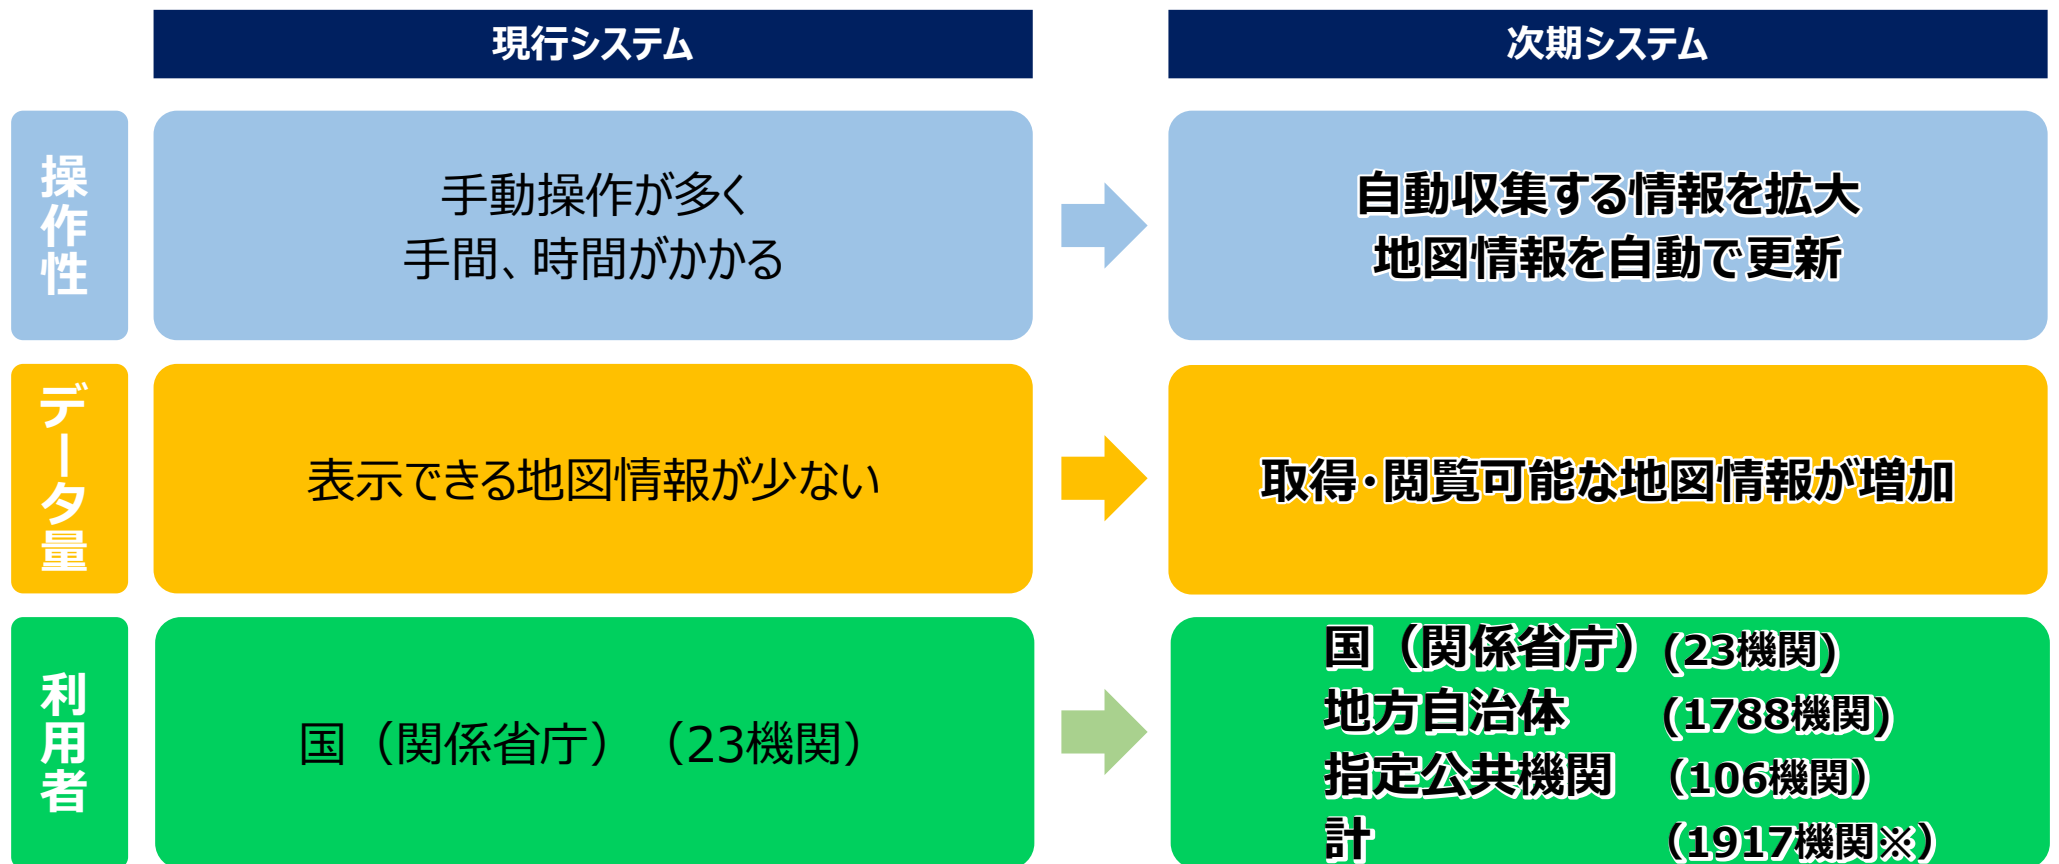 現行システム
次期システム
操作性
手動操作が多く
手間、時間がかかる
自動収集する情報を拡大
地図情報を自動で更新
データ量
表示できる地図情報が少ない
取得・閲覧可能な地図情報が増加
利用者
国（関係省庁）（23機関）
国（関係省庁）(23機関)
地方自治体 (1788機関)
指定公共機関 （106機関）
計 （1917機関※）